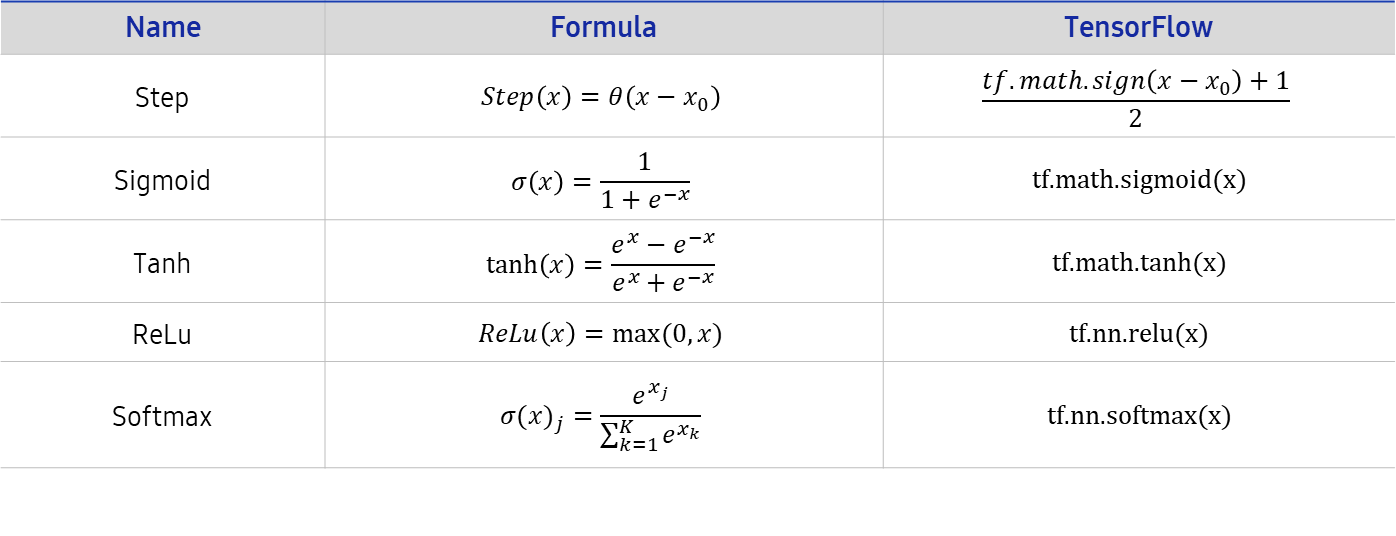 Name Formula TensorFlow
Step Step(x) = θ(x − x₀) (tf.math.sign(x − x₀) + 1) / 2
Sigmoid σ(x) = 1 / (1 + e^(−x)) tf.math.sigmoid(x)
Tanh tanh(x) = (e^x − e^(−x)) / (e^x + e^(−x)) tf.math.tanh(x)
ReLu ReLu(x) = max(0, x) tf.nn.relu(x)
Softmax σ(x)_j = e^(x_j) / ∑_(k=1)^K e^(x_k) tf.nn.softmax(x)